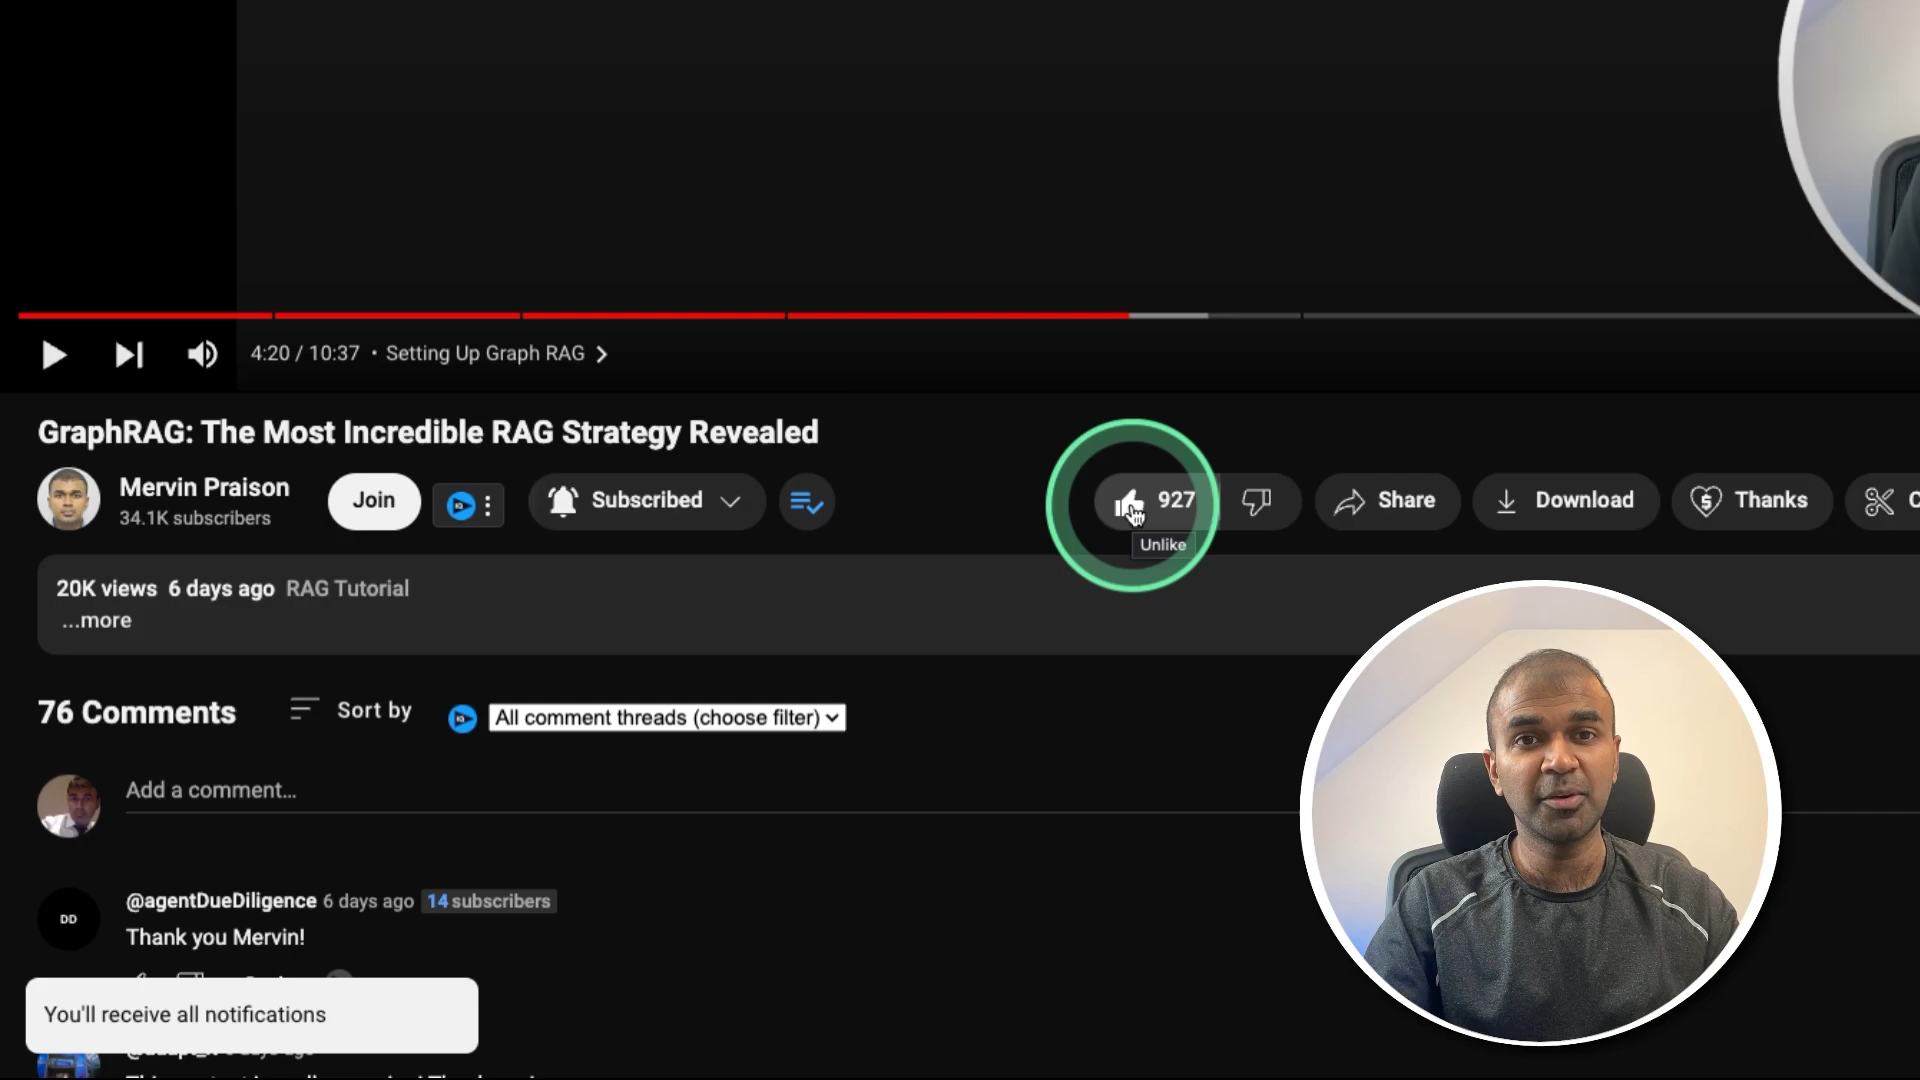 4:20 / 10:37 • Setting Up Graph RAG
GraphRAG: The Most Incredible RAG Strategy Revealed
Mervin Praison
34.1K subscribers
Join
Subscribed
927
Share
Download
Thanks
Unlike
20K views 6 days ago RAG Tutorial
...more
76 Comments
Sort by
All comment threads (choose filter)
Add a comment...
DD
@agentDueDiligence 6 days ago 14 subscribers
Thank you Mervin!
You'll receive all notifications